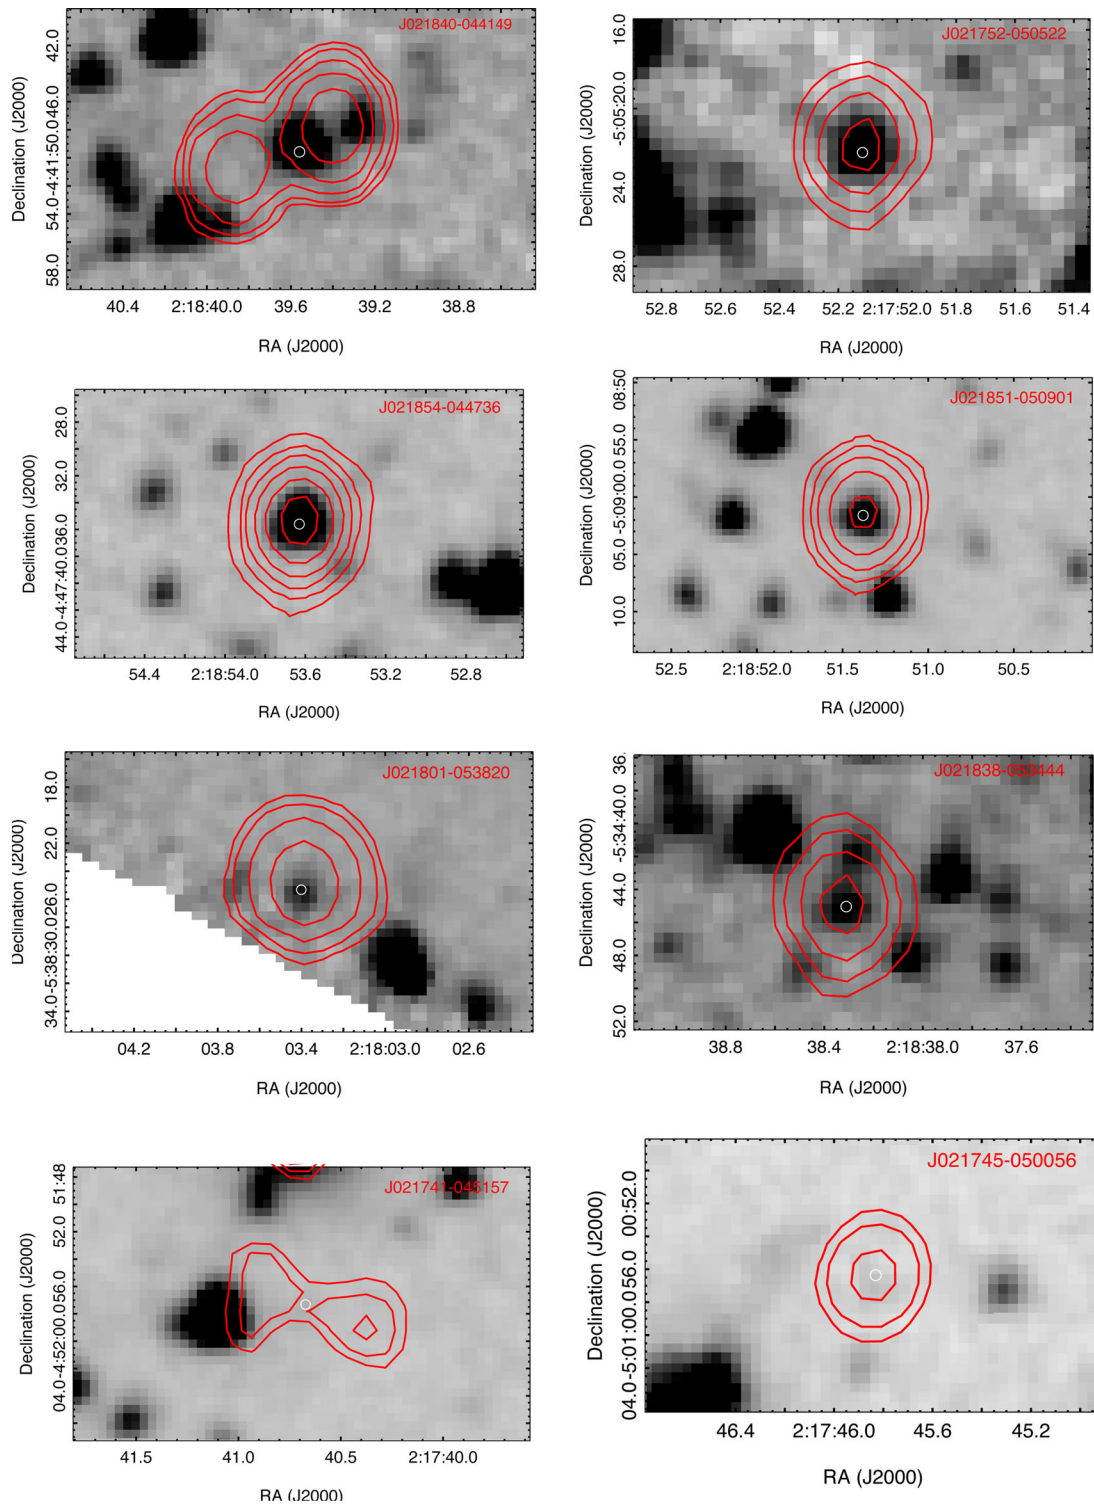 J021840-044149
Declination (J2000)
42.0
54.0-4:41:50.046.0
58.0
40.4 2:18:40.0 39.6 39.2 38.8
RA (J2000)
J021752-050522
Declination (J2000)
16.0
-5:05:20
24.0
28.0
52.8 52.6 52.4 52.2 2:17:52.0 51.8 51.6 51.4
RA (J2000)
J021854-044736
Declination (J2000)
28.0
32.0
44.0-4:47:40.036.0
54.4 2:18:54.0 53.6 53.2 52.8
RA (J2000)
J021851-050901
Declination (J2000)
08:50
55.0
05.0 -5:09:00.0
10.0
52.5 2:18:52.0 51.5 51.0 50.5
RA (J2000)
J021801-053820
Declination (J2000)
18.0
22.0
34.0-5:38:30.026.0
04.2 03.8 03.4 2:18:03.0 02.6
RA (J2000)
J021838-053444
Declination (J2000)
36.
-5:34:40.0
44.0
48.0
52.0
38.8 38.4 2:18:38.0 37.6
RA (J2000)
J021741-045157
Declination (J2000)
51:48
52.0
04.0-4:52:00.056.0
41.5 41.0 40.5 2:17:40.0
RA (J2000)
J021745-050056
Declination (J2000)
00:52.0
04.0-5:01:00.056.0
46.4 2:17:46.0 45.6 45.2
RA (J2000)